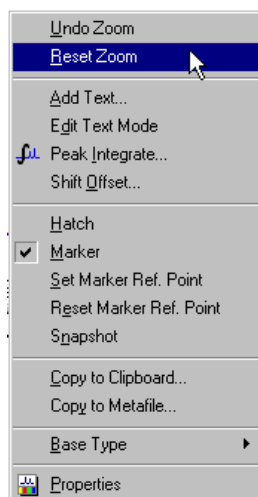 Undo Zoom
Reset Zoom
Add Text...
Edit Text Mode
Peak Integrate...
Shift Offset...
Hatch
Marker
Set Marker Ref. Point
Reset Marker Ref. Point
Snapshot
Copy to Clipboard...
Copy to Metafile...
Base Type
Properties